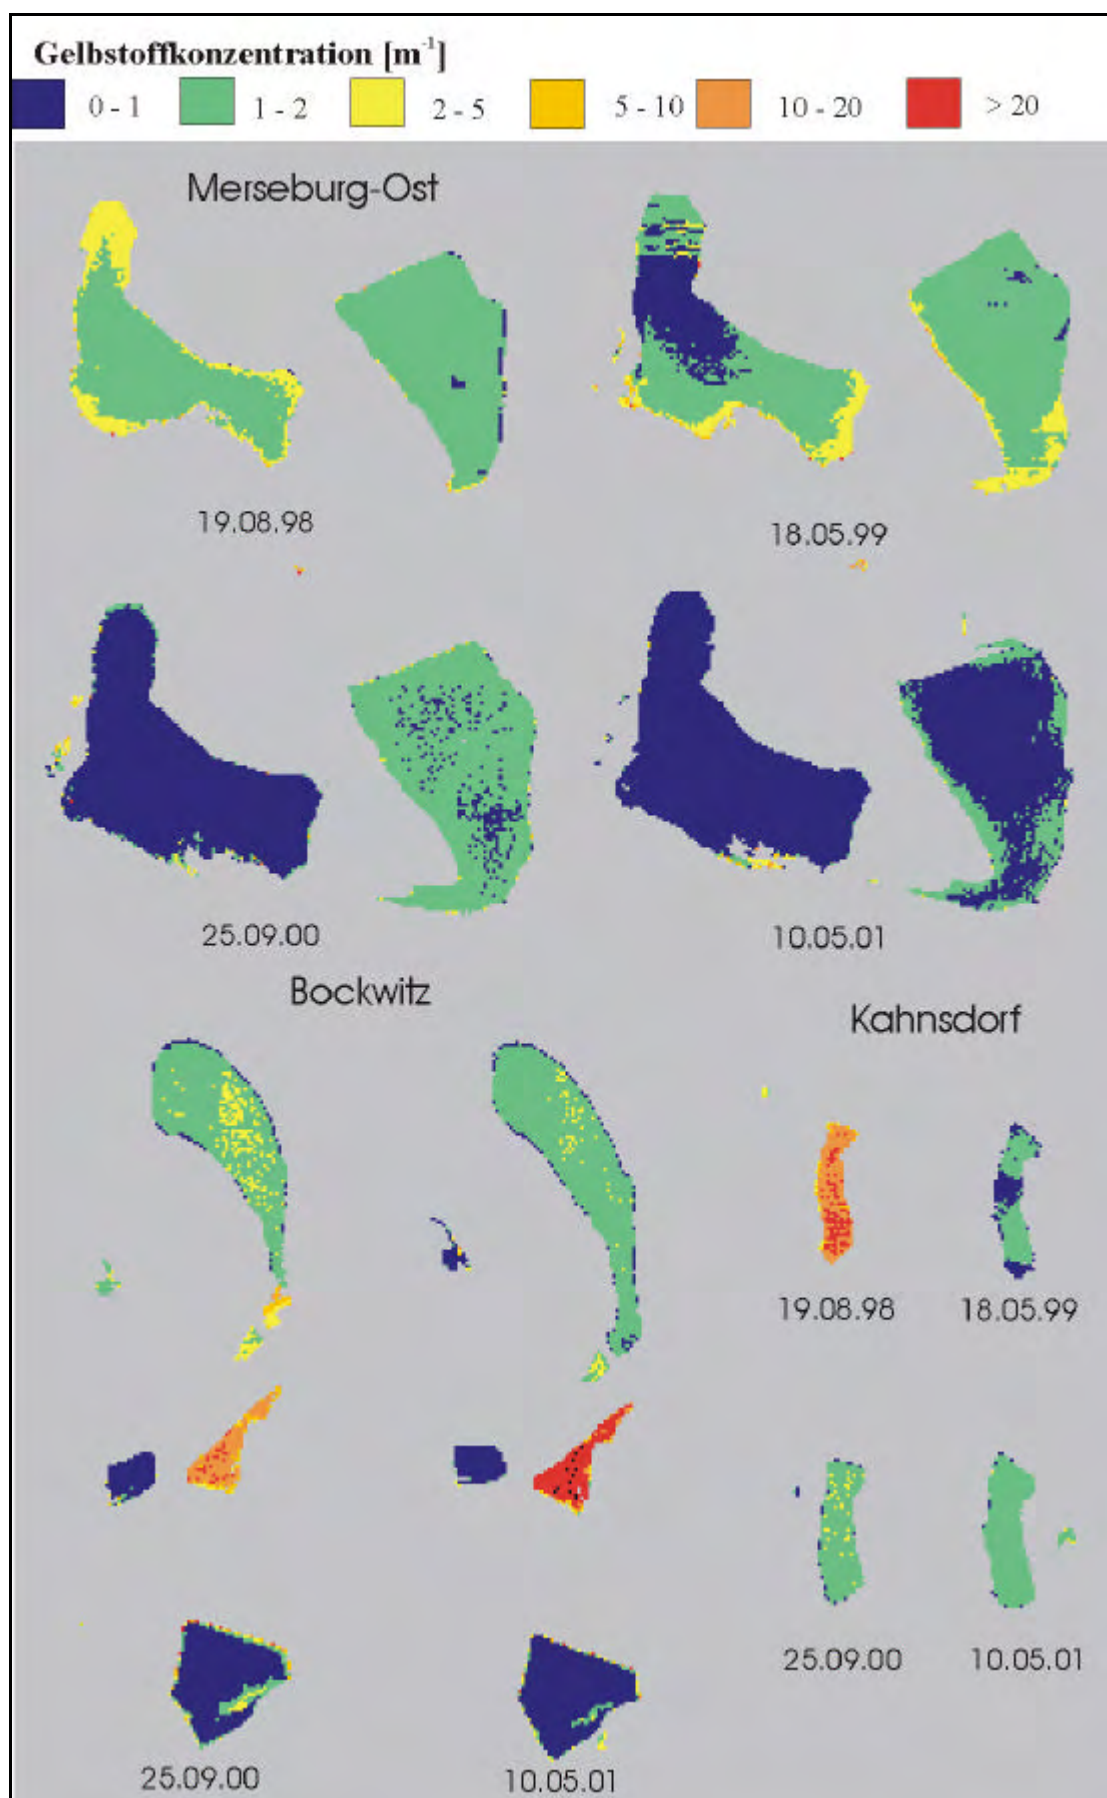 Gelbstoffkonzentration [m⁻¹]
0 - 1 1 - 2 2 - 5 5 - 10 10 - 20 > 20
Merseburg-Ost
19.08.98 18.05.99
25.09.00 10.05.01
Bockwitz Kahnsdorf
19.08.98 18.05.99
25.09.00 10.05.01
25.09.00 10.05.01